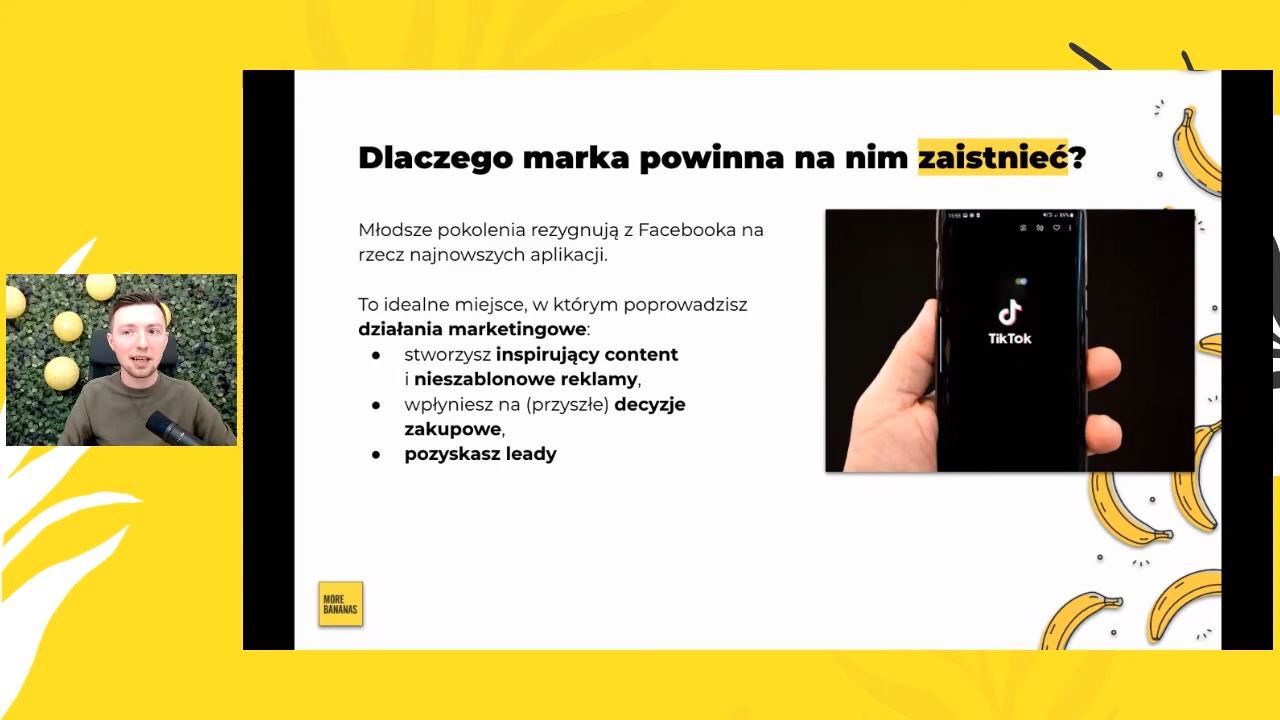 Dlaczego marka powinna na nim zaistnieć?
Młodsze pokolenia rezygnują z Facebooka na
rzecz najnowszych aplikacji.
To idealne miejsce, w którym poprowadzisz
działania marketingowe:
● stworzysz inspirujący content
i nieszablonowe reklamy,
● wpłyniesz na (przyszłe) decyzje
zakupowe,
● pozyskasz leady
TikTok
MORE
BANANAS